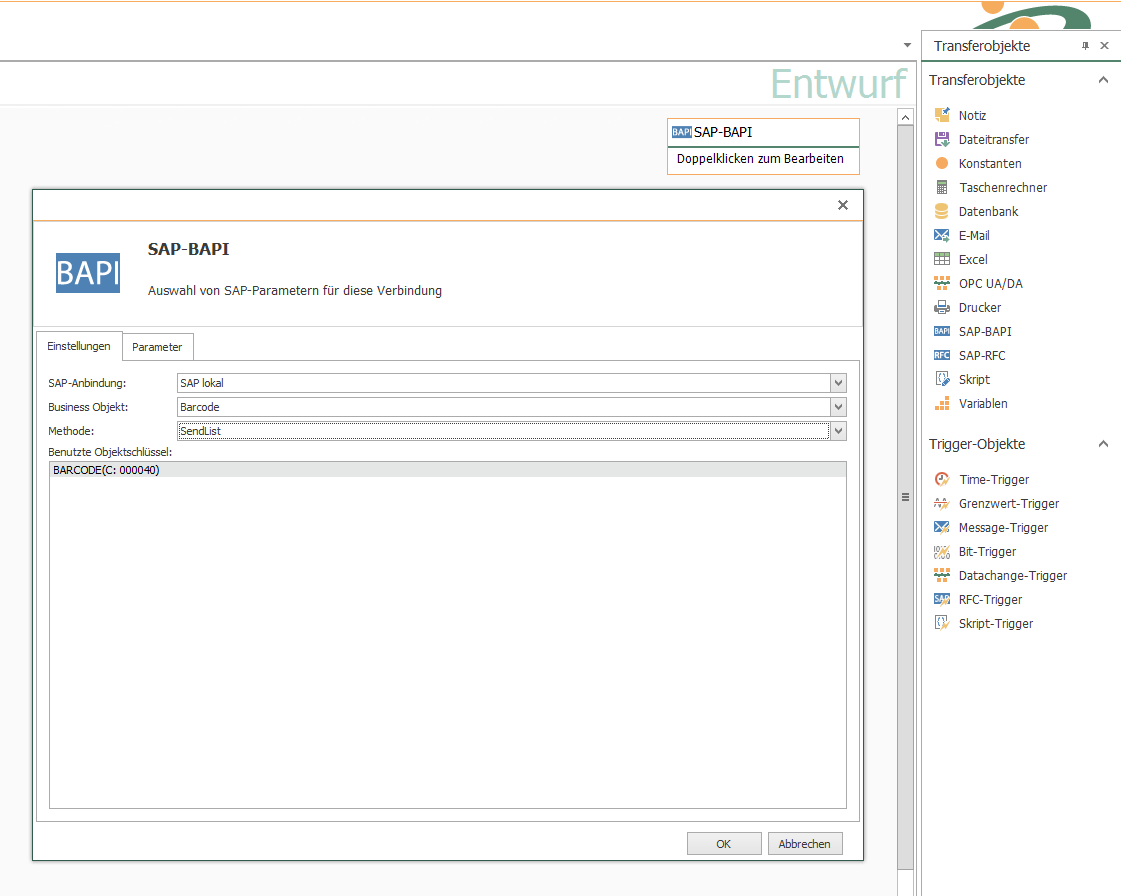 Transferobjekte
Entwurf
Transferobjekte
BAPI SAP-BAPI
Doppelklicken zum Bearbeiten
SAP-BAPI
BAPI
Auswahl von SAP-Parametern für diese Verbindung
Einstellungen
Parameter
SAP-Anbindung:
SAP lokal
Business Objekt:
Barcode
Methode:
SendList
Benutzte Objektschlüssel:
BARCODE(C: 000040)
OK
Abbrechen
Notiz
Dateitransfer
Konstanten
Taschenrechner
Datenbank
E-Mail
Excel
OPC UA/DA
Drucker
BAPI SAP-BAPI
RFC SAP-RFC
Skript
Variablen
Trigger-Objekte
Time-Trigger
Grenzwert-Trigger
Message-Trigger
Bit-Trigger
Datachange-Trigger
SAP RFC-Trigger
Skript-Trigger